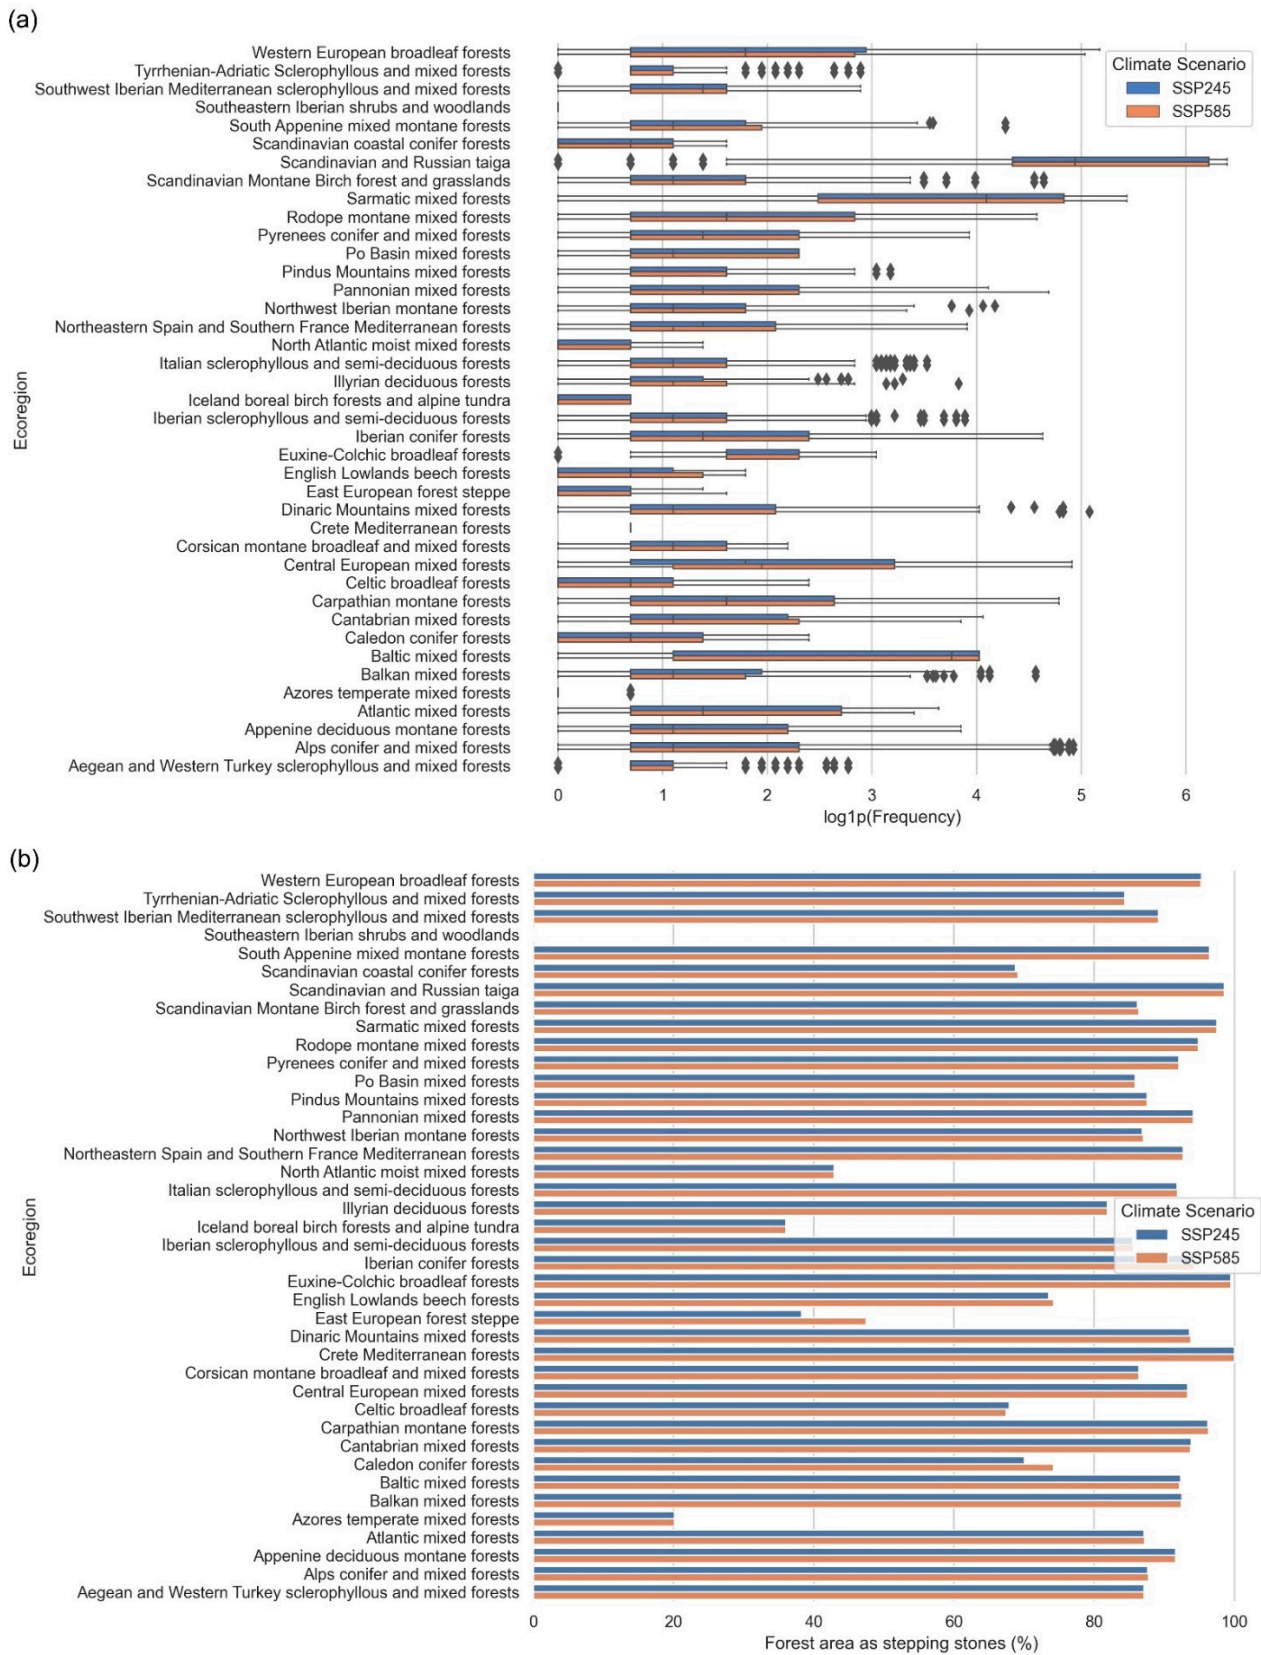 (a)
Western European broadleaf forests
Tyrrhenian-Adriatic Sclerophyllous and mixed forests
Southwest Iberian Mediterranean sclerophyllous and mixed forests
Southeastern Iberian shrubs and woodlands
South Appenine mixed montane forests
Scandinavian coastal conifer forests
Scandinavian and Russian taiga
Scandinavian Montane Birch forest and grasslands
Sarmatic mixed forests
Rodope montane mixed forests
Pyrenees conifer and mixed forests
Po Basin mixed forests
Pindus Mountains mixed forests
Pannonian mixed forests
Northwest Iberian montane forests
Northeastern Spain and Southern France Mediterranean forests
North Atlantic moist mixed forests
Italian sclerophyllous and semi-deciduous forests
Illyrian deciduous forests
Iceland boreal birch forests and alpine tundra
Iberian sclerophyllous and semi-deciduous forests
Iberian conifer forests
Euxine-Colchic broadleaf forests
English Lowlands beech forests
East European forest steppe
Dinaric Mountains mixed forests
Crete Mediterranean forests
Corsican montane broadleaf and mixed forests
Central European mixed forests
Celtic broadleaf forests
Carpathian montane forests
Cantabrian mixed forests
Caledon conifer forests
Baltic mixed forests
Balkan mixed forests
Azores temperate mixed forests
Atlantic mixed forests
Appenine deciduous montane forests
Alps conifer and mixed forests
Aegean and Western Turkey sclerophyllous and mixed forests
Ecoregion
Climate Scenario
SSP245
SSP585
0 1 2 3 4 5 6
log1p(Frequency)
(b)
Western European broadleaf forests
Tyrrhenian-Adriatic Sclerophyllous and mixed forests
Southwest Iberian Mediterranean sclerophyllous and mixed forests
Southeastern Iberian shrubs and woodlands
South Appenine mixed montane forests
Scandinavian coastal conifer forests
Scandinavian and Russian taiga
Scandinavian Montane Birch forest and grasslands
Sarmatic mixed forests
Rodope montane mixed forests
Pyrenees conifer and mixed forests
Po Basin mixed forests
Pindus Mountains mixed forests
Pannonian mixed forests
Northwest Iberian montane forests
Northeastern Spain and Southern France Mediterranean forests
North Atlantic moist mixed forests
Italian sclerophyllous and semi-deciduous forests
Illyrian deciduous forests
Iceland boreal birch forests and alpine tundra
Iberian sclerophyllous and semi-deciduous forests
Iberian conifer forests
Euxine-Colchic broadleaf forests
English Lowlands beech forests
East European forest steppe
Dinaric Mountains mixed forests
Crete Mediterranean forests
Corsican montane broadleaf and mixed forests
Central European mixed forests
Celtic broadleaf forests
Carpathian montane forests
Cantabrian mixed forests
Caledon conifer forests
Baltic mixed forests
Balkan mixed forests
Azores temperate mixed forests
Atlantic mixed forests
Appenine deciduous montane forests
Alps conifer and mixed forests
Aegean and Western Turkey sclerophyllous and mixed forests
Ecoregion
Climate Scenario
SSP245
SSP585
0 20 40 60 80 100
Forest area as stepping stones (%)